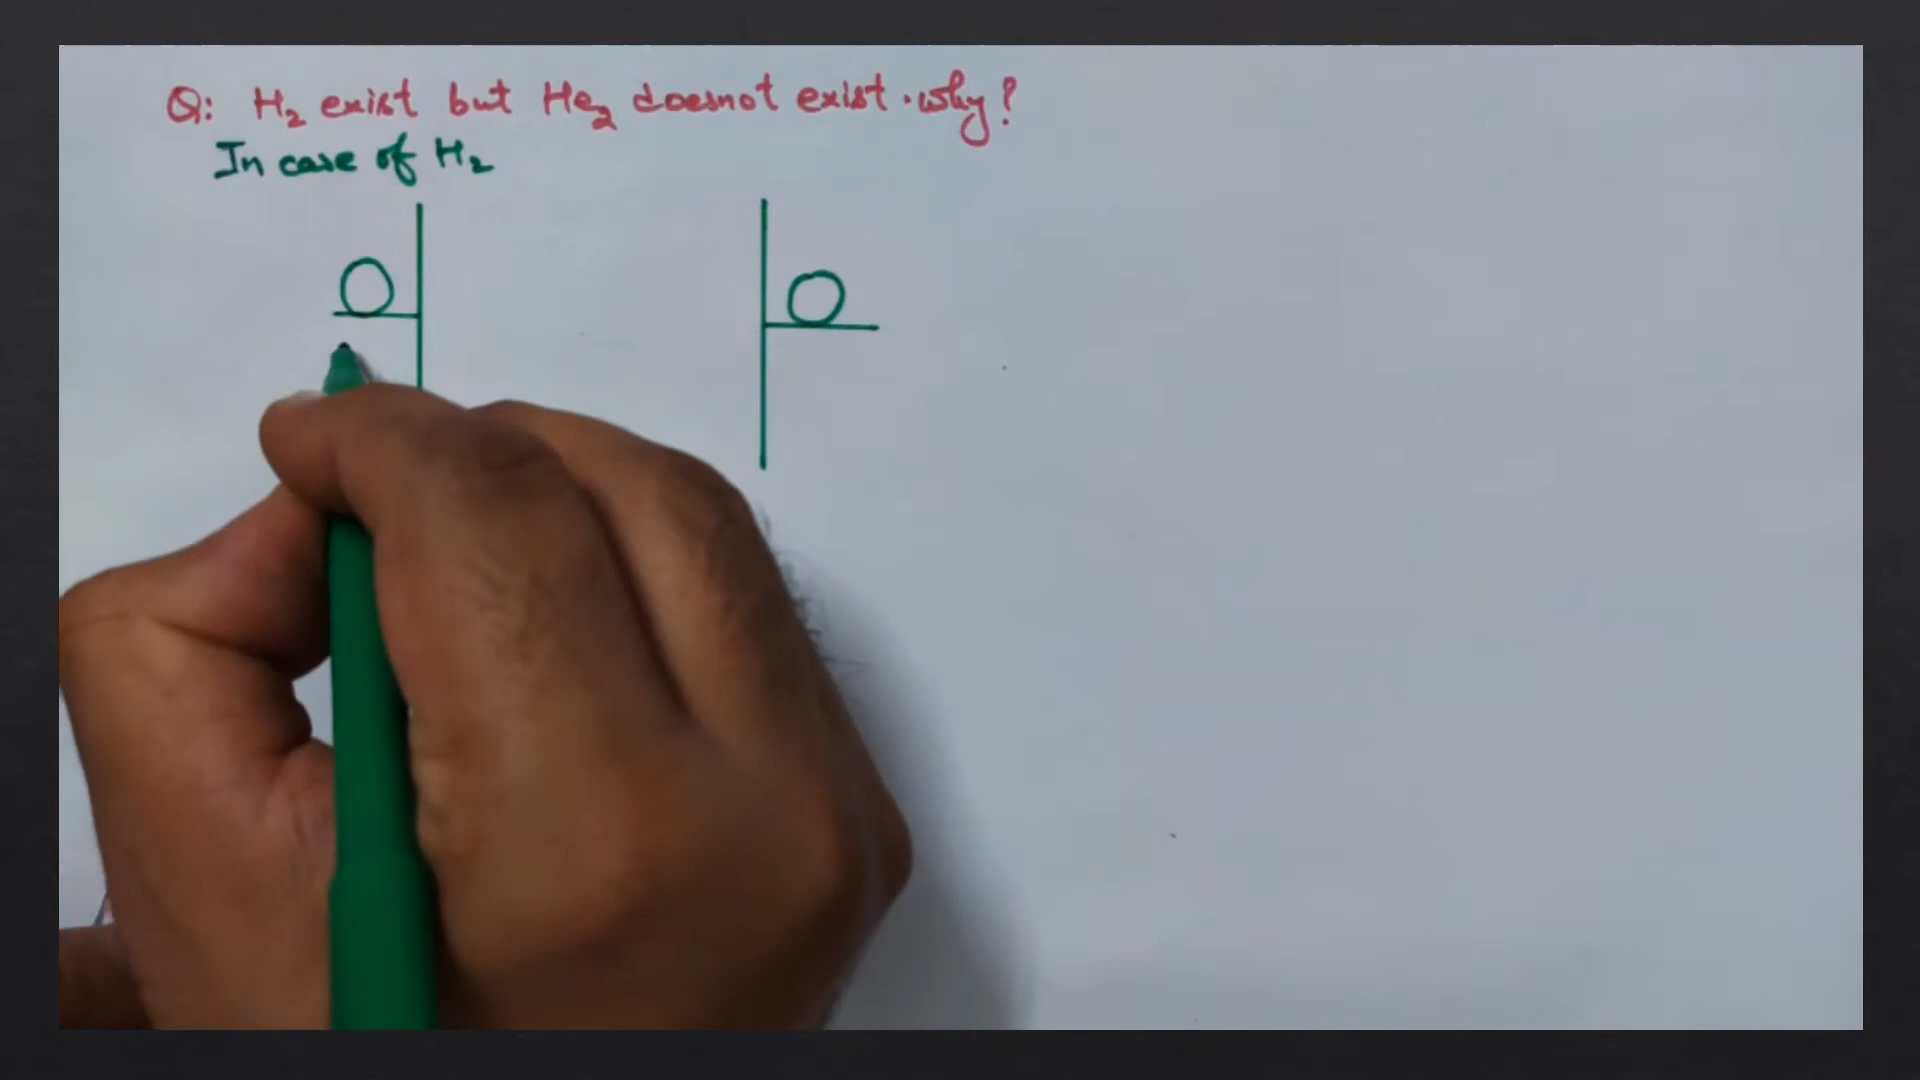 Q: H₂ exist but He₂ doesnot exist. why?
In case of H₂